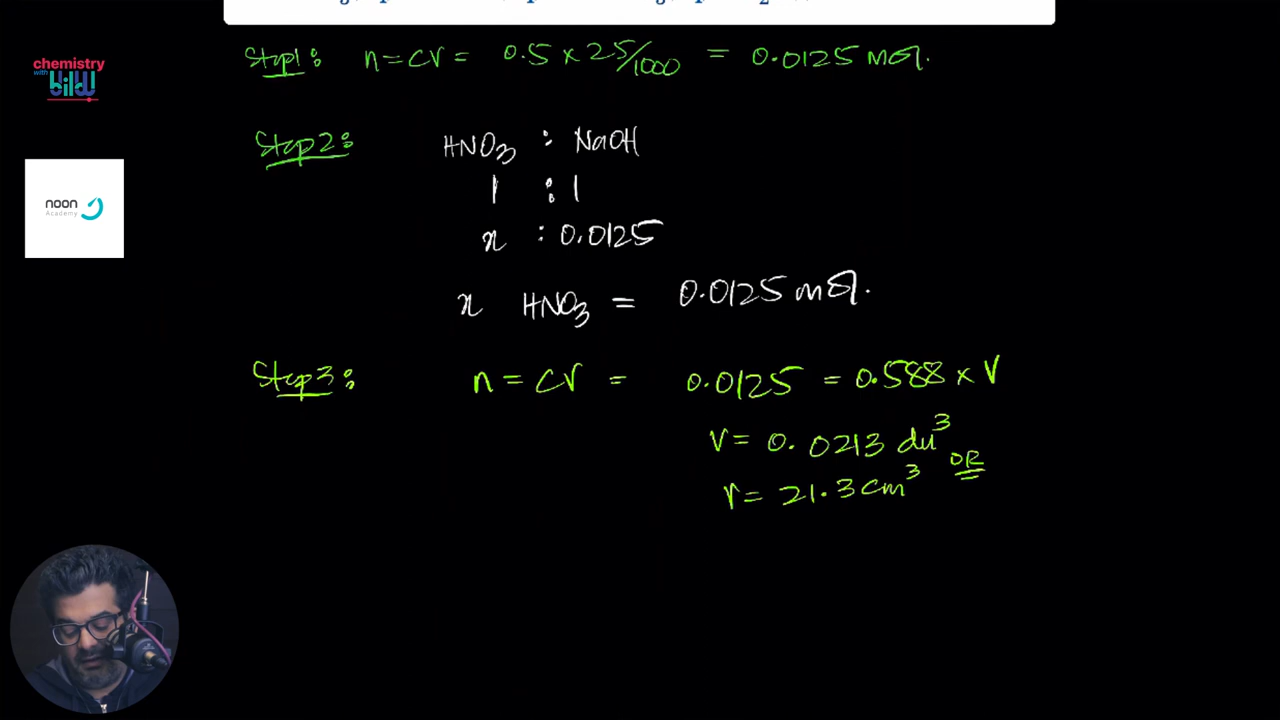 Step1: n=CV= 0.5 x 25/1000 = 0.0125 mol.
chemistry
with
bilal
Step2: HNO3 : NaOH
1 : 1
noon
Academy
x : 0.0125
x HNO3 = 0.0125 mol.
Step3: n = CV = 0.0125 = 0.588 x V
V= 0.0213 dm³
OR
V= 21.3 cm³